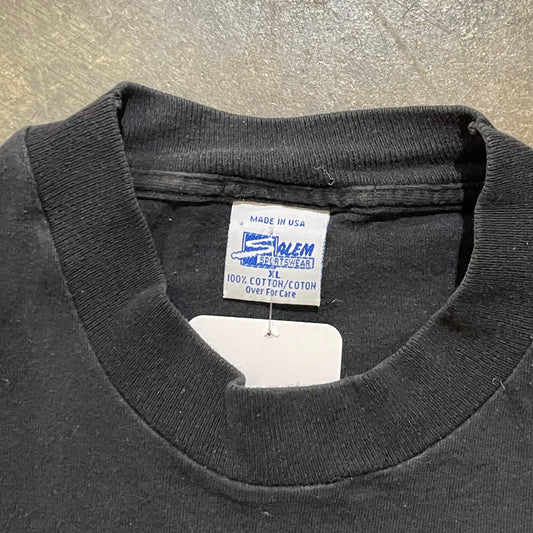 MADE IN USA
SALEM
SPORTSWEAR
XL
100% COTTON/COTON
Over For Care